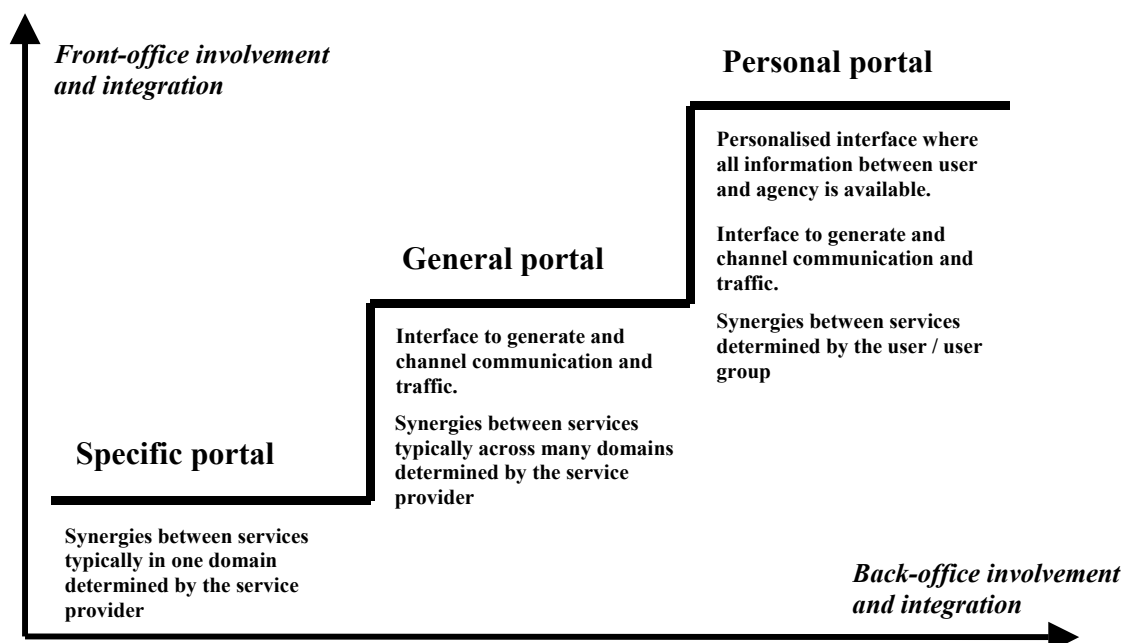 Front-office involvement
and integration
Personal portal
Personalised interface where
all information between user
and agency is available.
Interface to generate and
channel communication and
traffic.
Synergies between services
determined by the user / user
group
General portal
Interface to generate and
channel communication and
traffic.
Synergies between services
typically across many domains
determined by the service
provider
Specific portal
Synergies between services
typically in one domain
determined by the service
provider
Back-office involvement
and integration